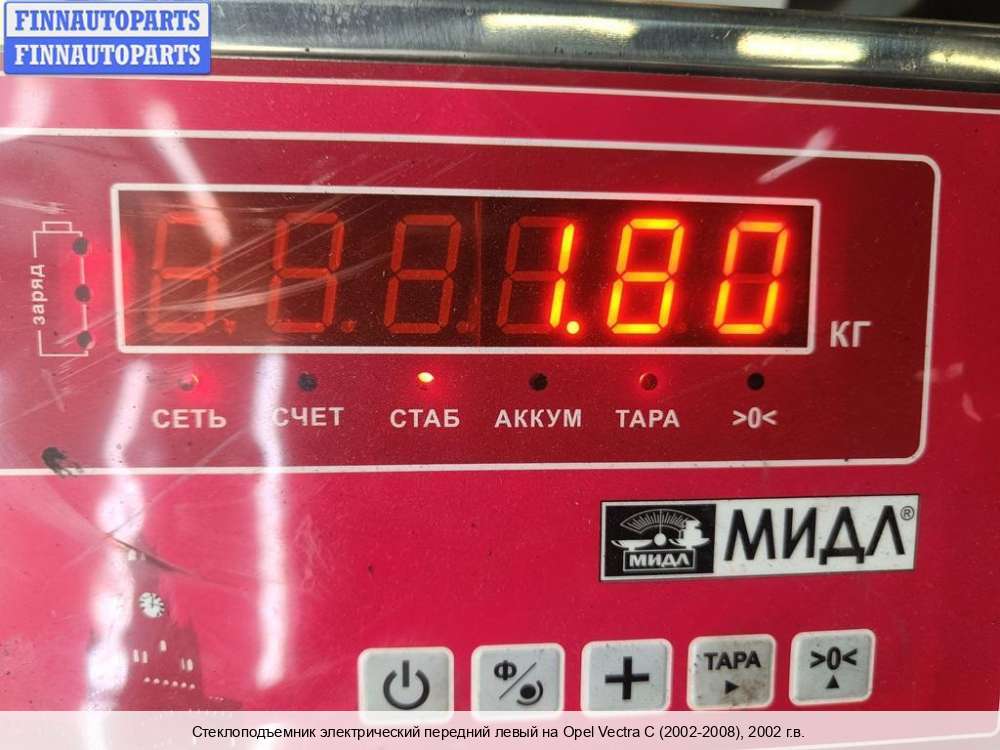 FINNAUTOPARTS
FINNAUTOPARTS
заряд
1.80
КГ
СЕТЬ
СЧЕТ
СТАБ
АККУМ
ТАРА
>0<
МИДЛ
МИДЛ®
Ф
ТАРА
>0<
Стеклоподъемник электрический передний левый на Opel Vectra C (2002-2008), 2002 г.в.